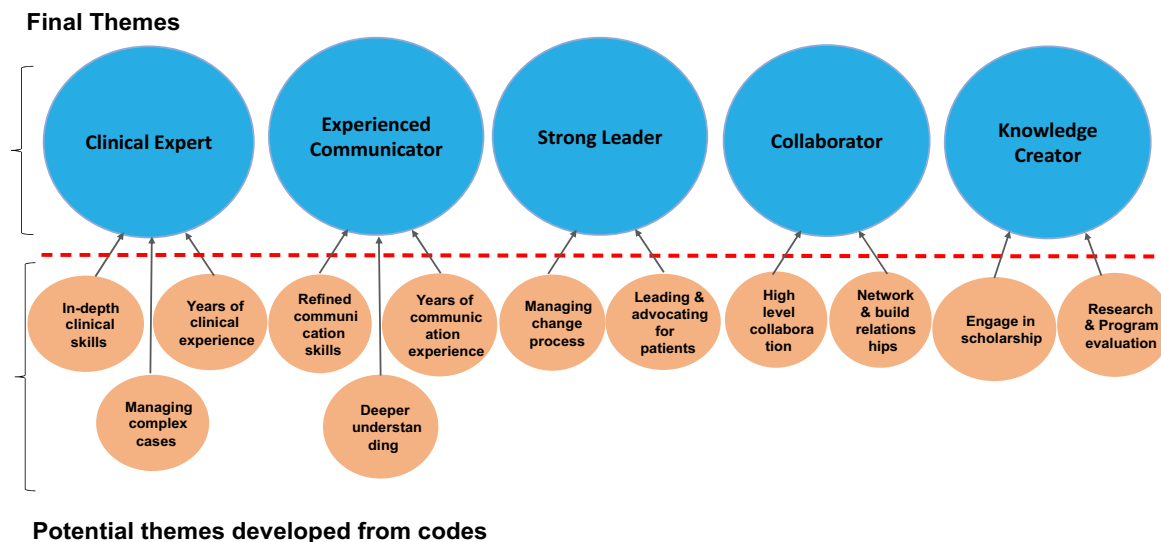 Final Themes
Clinical Expert
Experienced
Communicator
Strong Leader
Collaborator
Knowledge
Creator
In-depth
clinical
skills
Years of
clinical
experience
Refined
communi
cation
skills
Years of
communic
ation
experience
Managing
change
process
Leading &
advocating
for
patients
High
level
collabora
tion
Network
& build
relations
hips
Engage in
scholarship
Research
& Program
evaluation
Managing
complex
cases
Deeper
understan
ding
Potential themes developed from codes